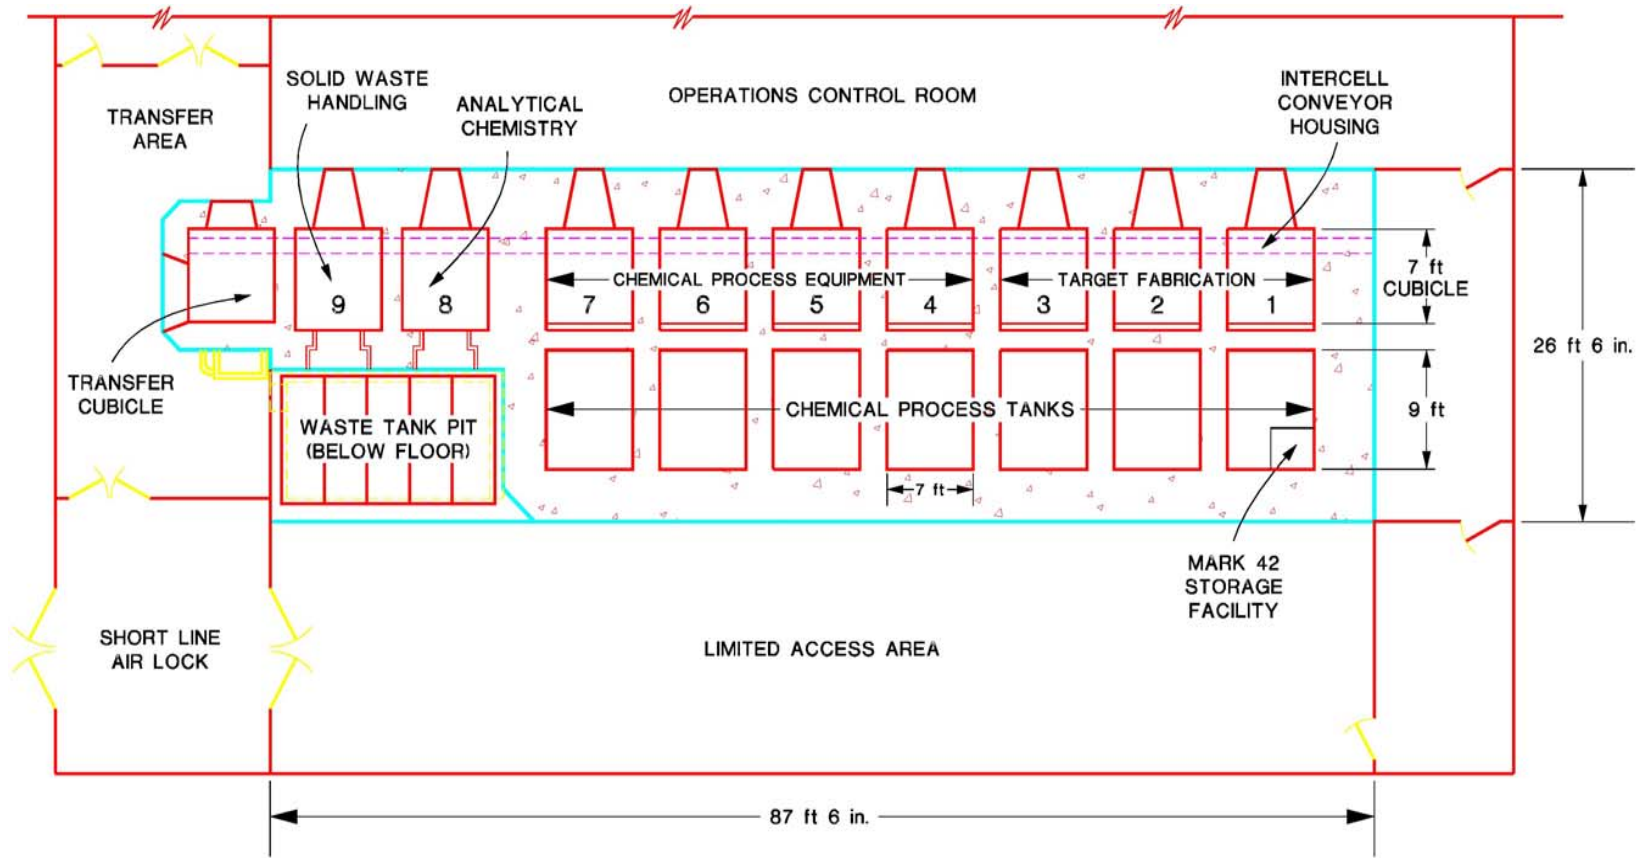 SOLID WASTE
HANDLING
ANALYTICAL
CHEMISTRY
OPERATIONS CONTROL ROOM
INTERCELL
CONVEYOR
HOUSING
TRANSFER
AREA
CHEMICAL PROCESS EQUIPMENT
TARGET FABRICATION
7 ft
CUBICLE
9
8
7
6
5
4
3
2
1
26 ft 6 in.
TRANSFER
CUBICLE
WASTE TANK PIT
(BELOW FLOOR)
CHEMICAL PROCESS TANKS
9 ft
7 ft
MARK 42
STORAGE
FACILITY
SHORT LINE
AIR LOCK
LIMITED ACCESS AREA
87 ft 6 in.